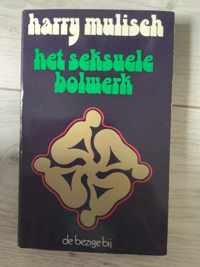 harry mulisch
het seksuele
bolwerk
de bezige bij